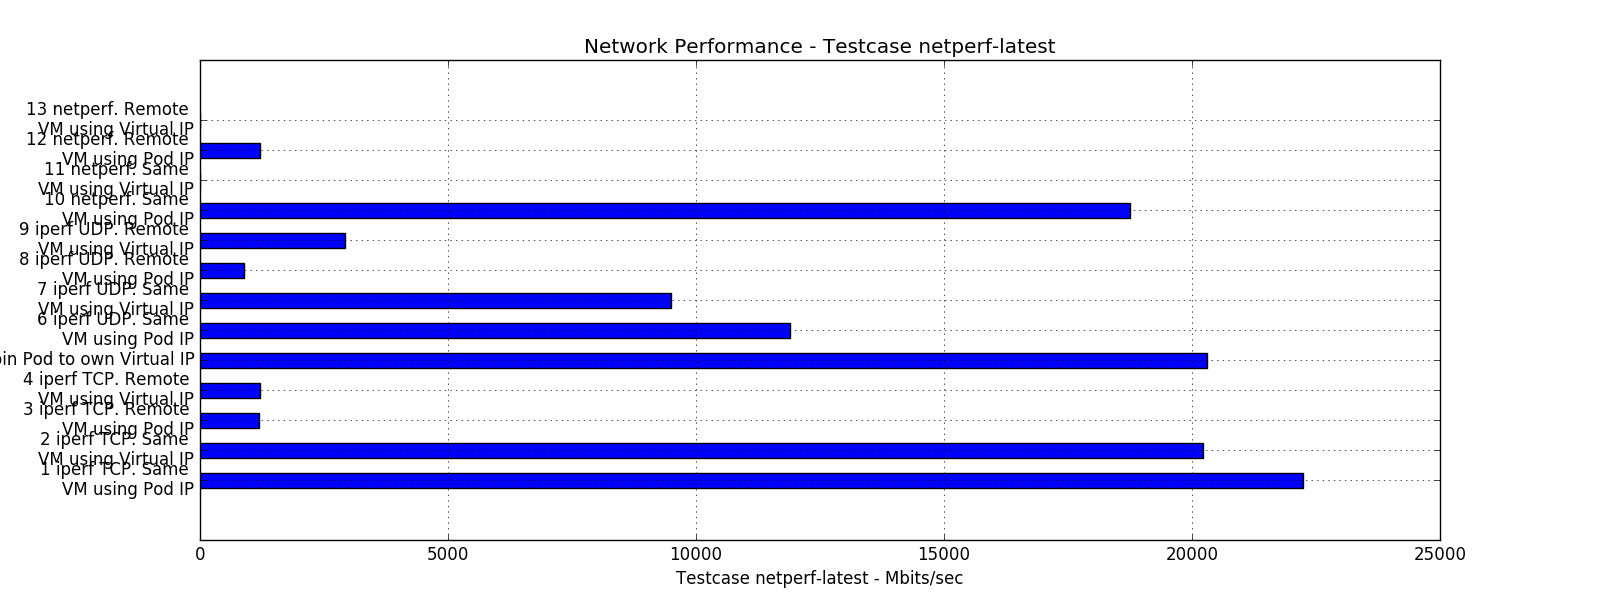 Network Performance - Testcase netperf-latest
13 netperf. Remote
VM using Virtual IP
12 netperf. Remote
VM using Pod IP
11 netperf. Same
VM using Virtual IP
10 netperf. Same
VM using Pod IP
9 iperf UDP. Remote
VM using Virtual IP
8 iperf UDP. Remote
VM using Pod IP
7 iperf UDP. Same
VM using Virtual IP
6 iperf UDP. Same
VM using Pod IP
Pod to own Virtual IP
4 iperf TCP. Remote
VM using Virtual IP
3 iperf TCP. Remote
VM using Pod IP
2 iperf TCP. Same
VM using Virtual IP
1 iperf TCP. Same
VM using Pod IP
0 5000 10000 15000 20000 25000
Testcase netperf-latest - Mbits/sec